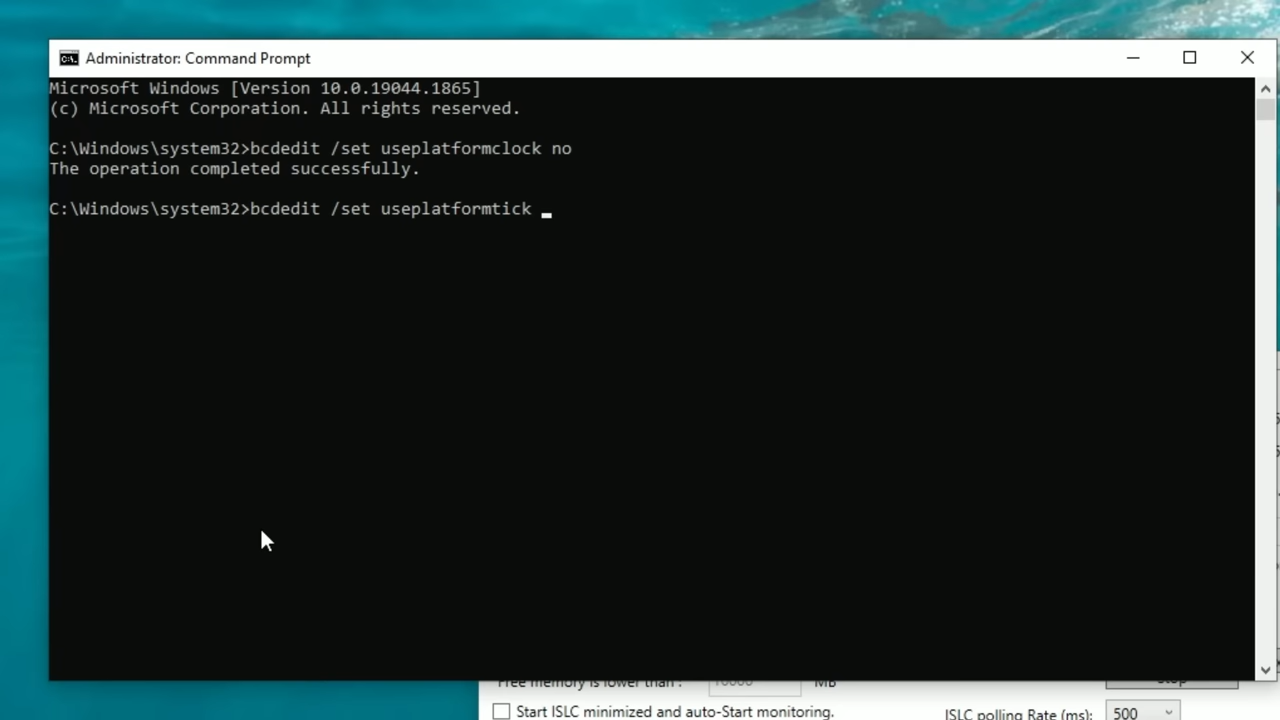 Administrator: Command Prompt
Microsoft Windows [Version 10.0.19044.1865]
(c) Microsoft Corporation. All rights reserved.
C:\Windows\system32>bcdedit /set useplatformclock no
The operation completed successfully.
C:\Windows\system32>bcdedit /set useplatformtick
Free memory is lower than : 10000 MB Stop
Start ISLC minimized and auto-Start monitoring.
ISLC polling Rate (ms): 500